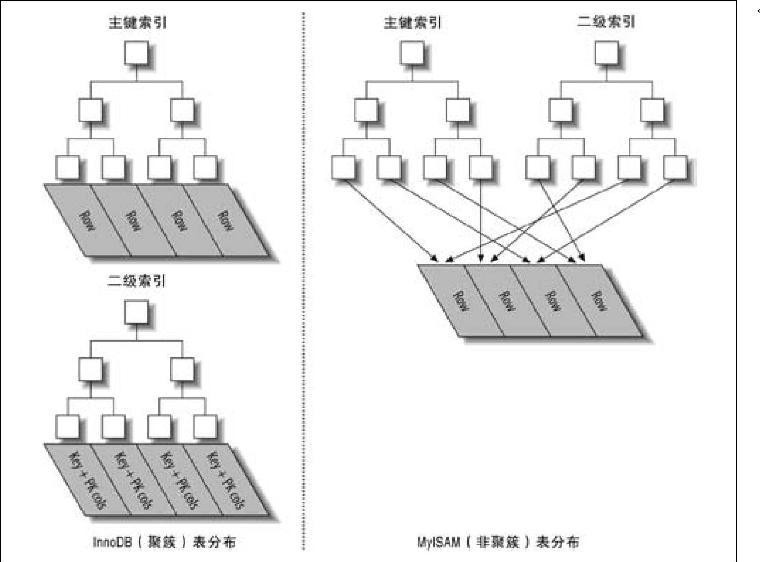 主键索引
Row Row Row Row
二级索引
Key + PK cols Key + PK cols Key + PK cols Key + PK cols
InnoDB（聚簇）表分布
主键索引
二级索引
Row Row Row Row
MyISAM（非聚簇）表分布